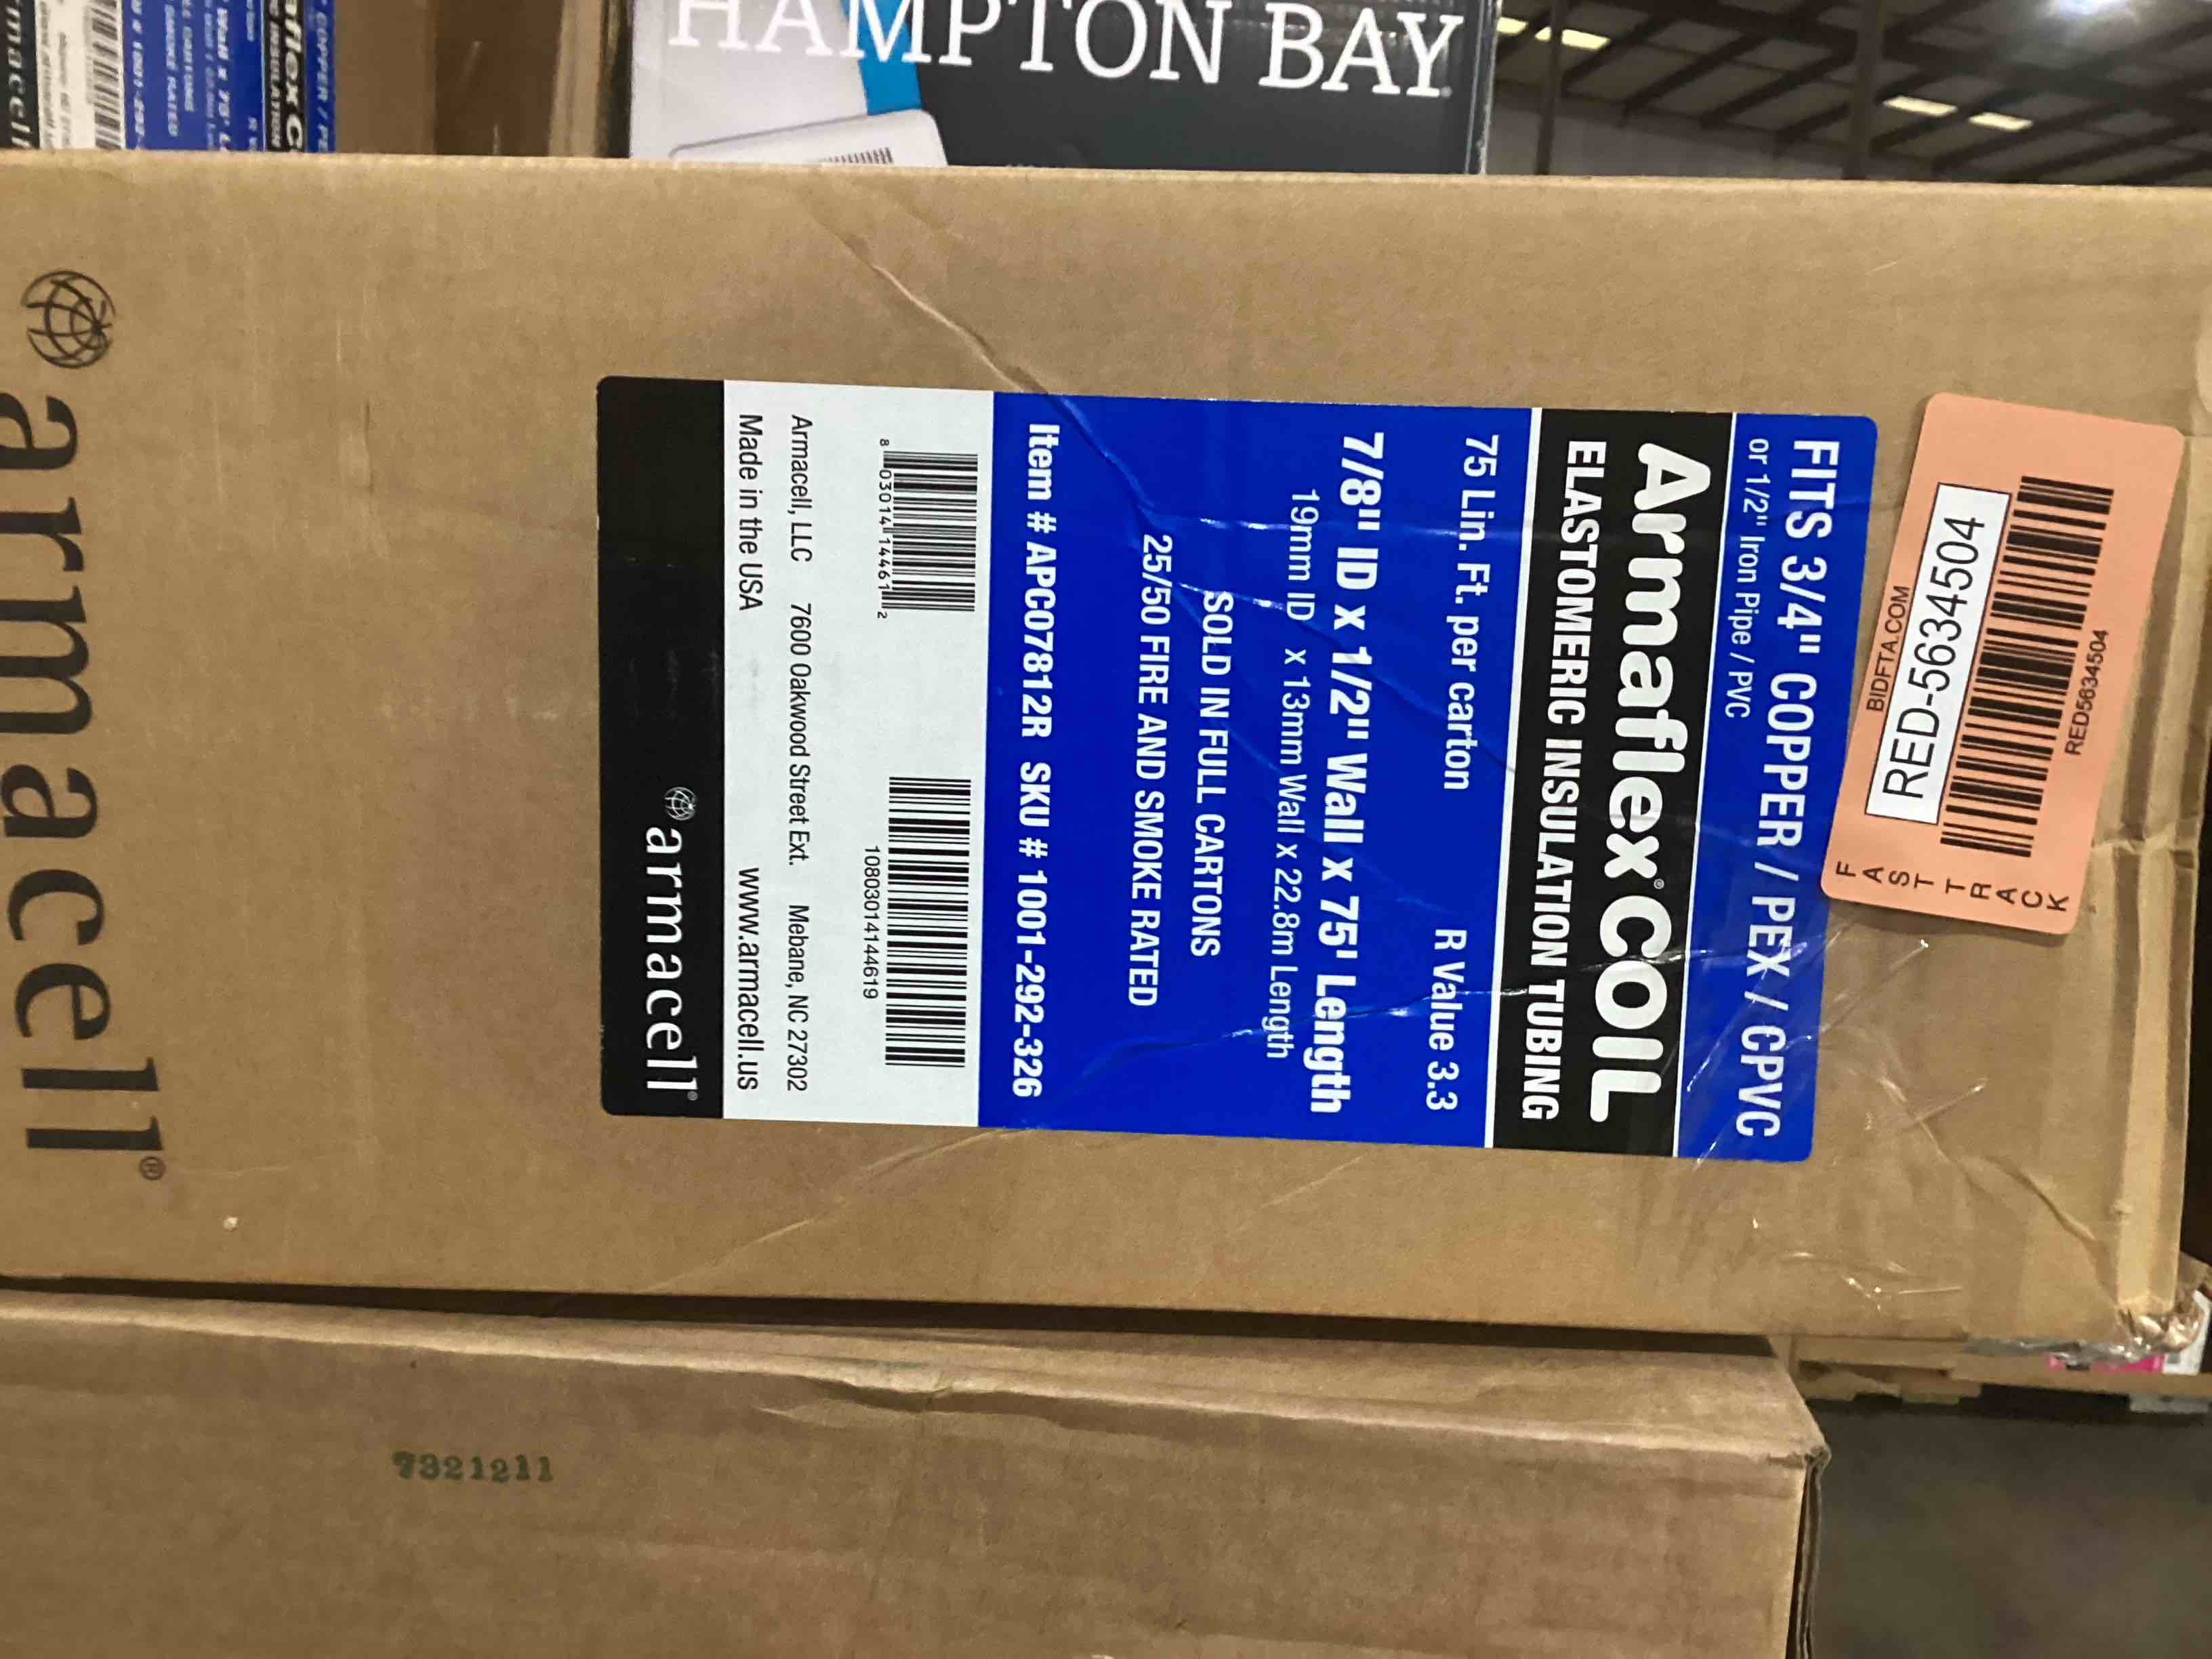 HAMPTON BAY
BIDFTA.COM
RED-5634504
RED5634504
FAST TRACK
FITS 3/4" COPPER / PEX / CPVC
or 1/2" Iron Pipe / PVC
Armaflex® COIL
ELASTOMERIC INSULATION TUBING
75 Lin. Ft. per carton R Value 3.3
7/8" ID x 1/2" Wall x 75' Length
19mm ID x 13mm Wall x 22.8m Length
SOLD IN FULL CARTONS
25/50 FIRE AND SMOKE RATED
Item # APC07812R SKU # 1001-292-326
8 03014 14461 2
10803014144619
Armacell, LLC 7600 Oakwood Street Ext. Mebane, NC 27302
Made in the USA www.armacell.us
armacell®
armacell®
7321211